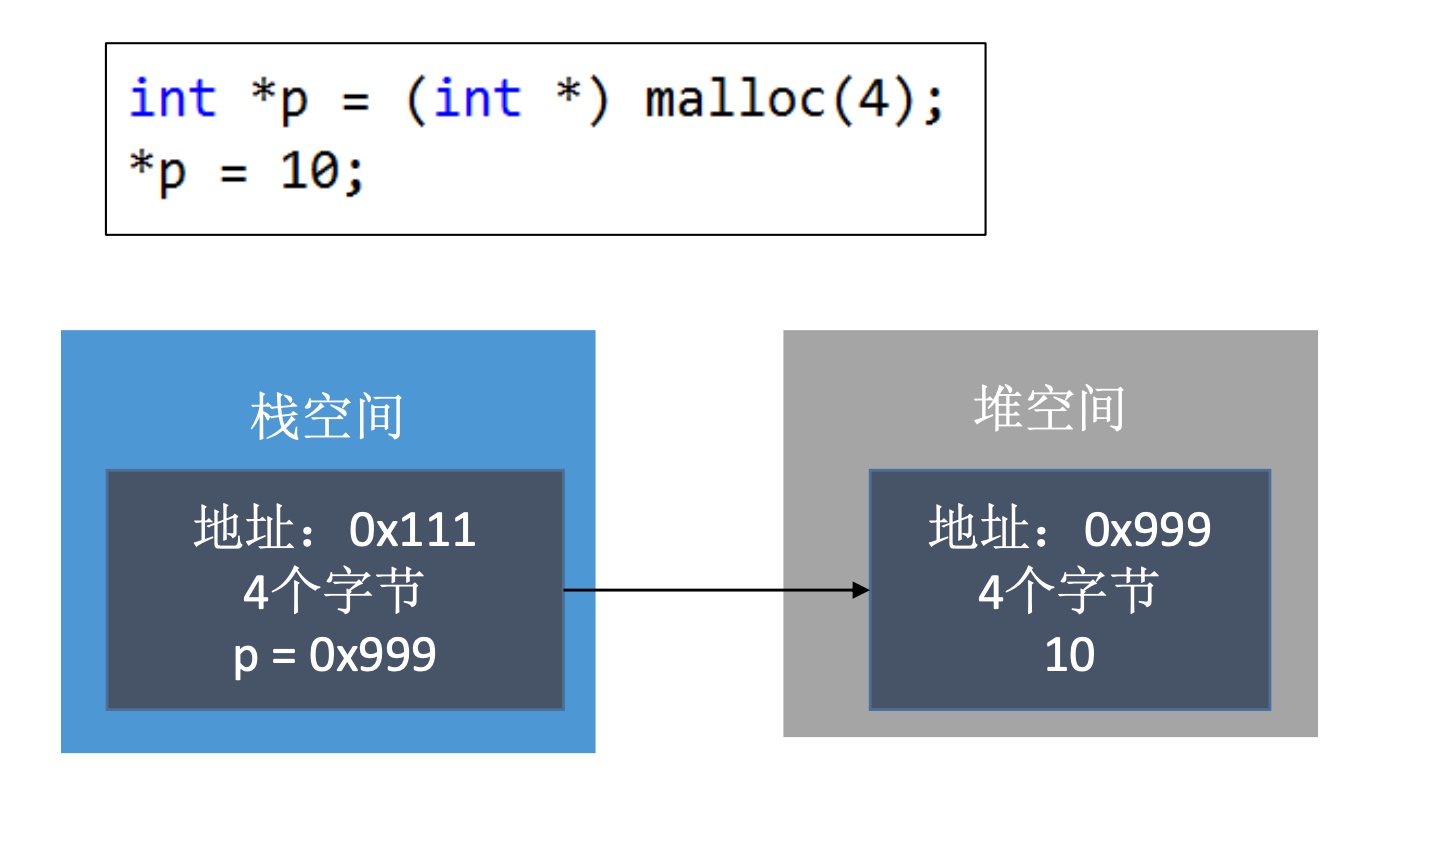 int *p = (int *) malloc(4);
*p = 10;
栈空间
地址：0x111
4个字节
p = 0x999
堆空间
地址：0x999
4个字节
10